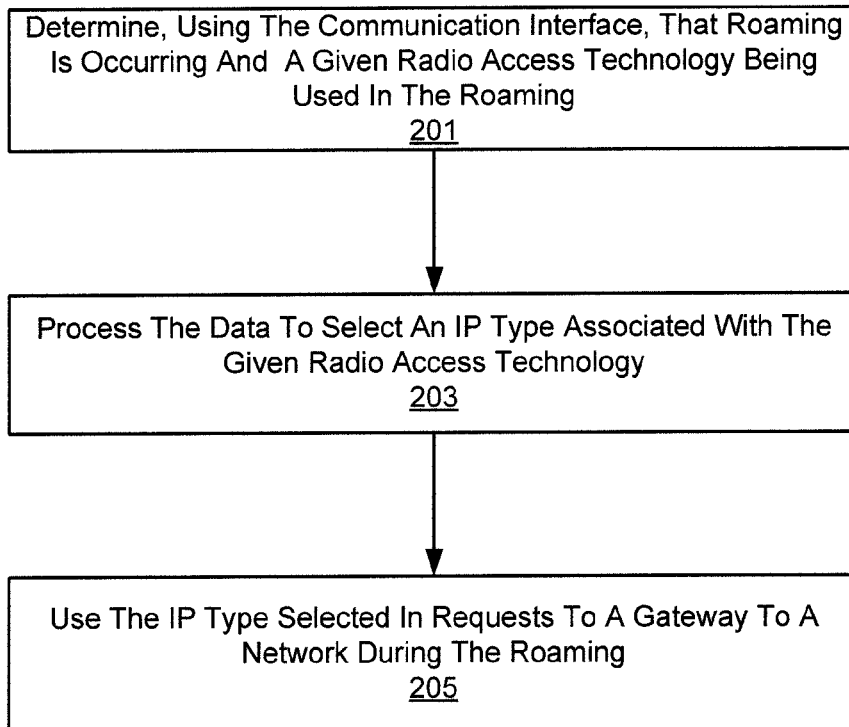 Determine, Using The Communication Interface, That Roaming
Is Occurring And A Given Radio Access Technology Being
Used In The Roaming
201
Process The Data To Select An IP Type Associated With The
Given Radio Access Technology
203
Use The IP Type Selected In Requests To A Gateway To A
Network During The Roaming
205